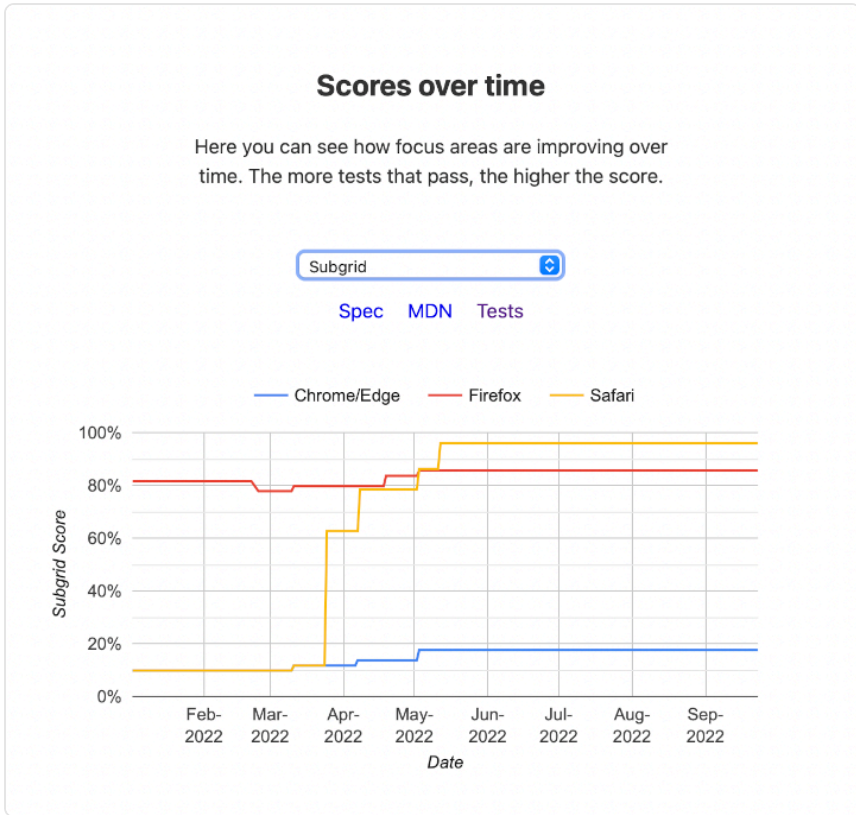 Scores over time
Here you can see how focus areas are improving over
time. The more tests that pass, the higher the score.
Subgrid
Spec MDN Tests
Chrome/Edge Firefox Safari
100%
80%
60%
40%
20%
0%
Subgrid Score
Feb-2022 Mar-2022 Apr-2022 May-2022 Jun-2022 Jul-2022 Aug-2022 Sep-2022
Date